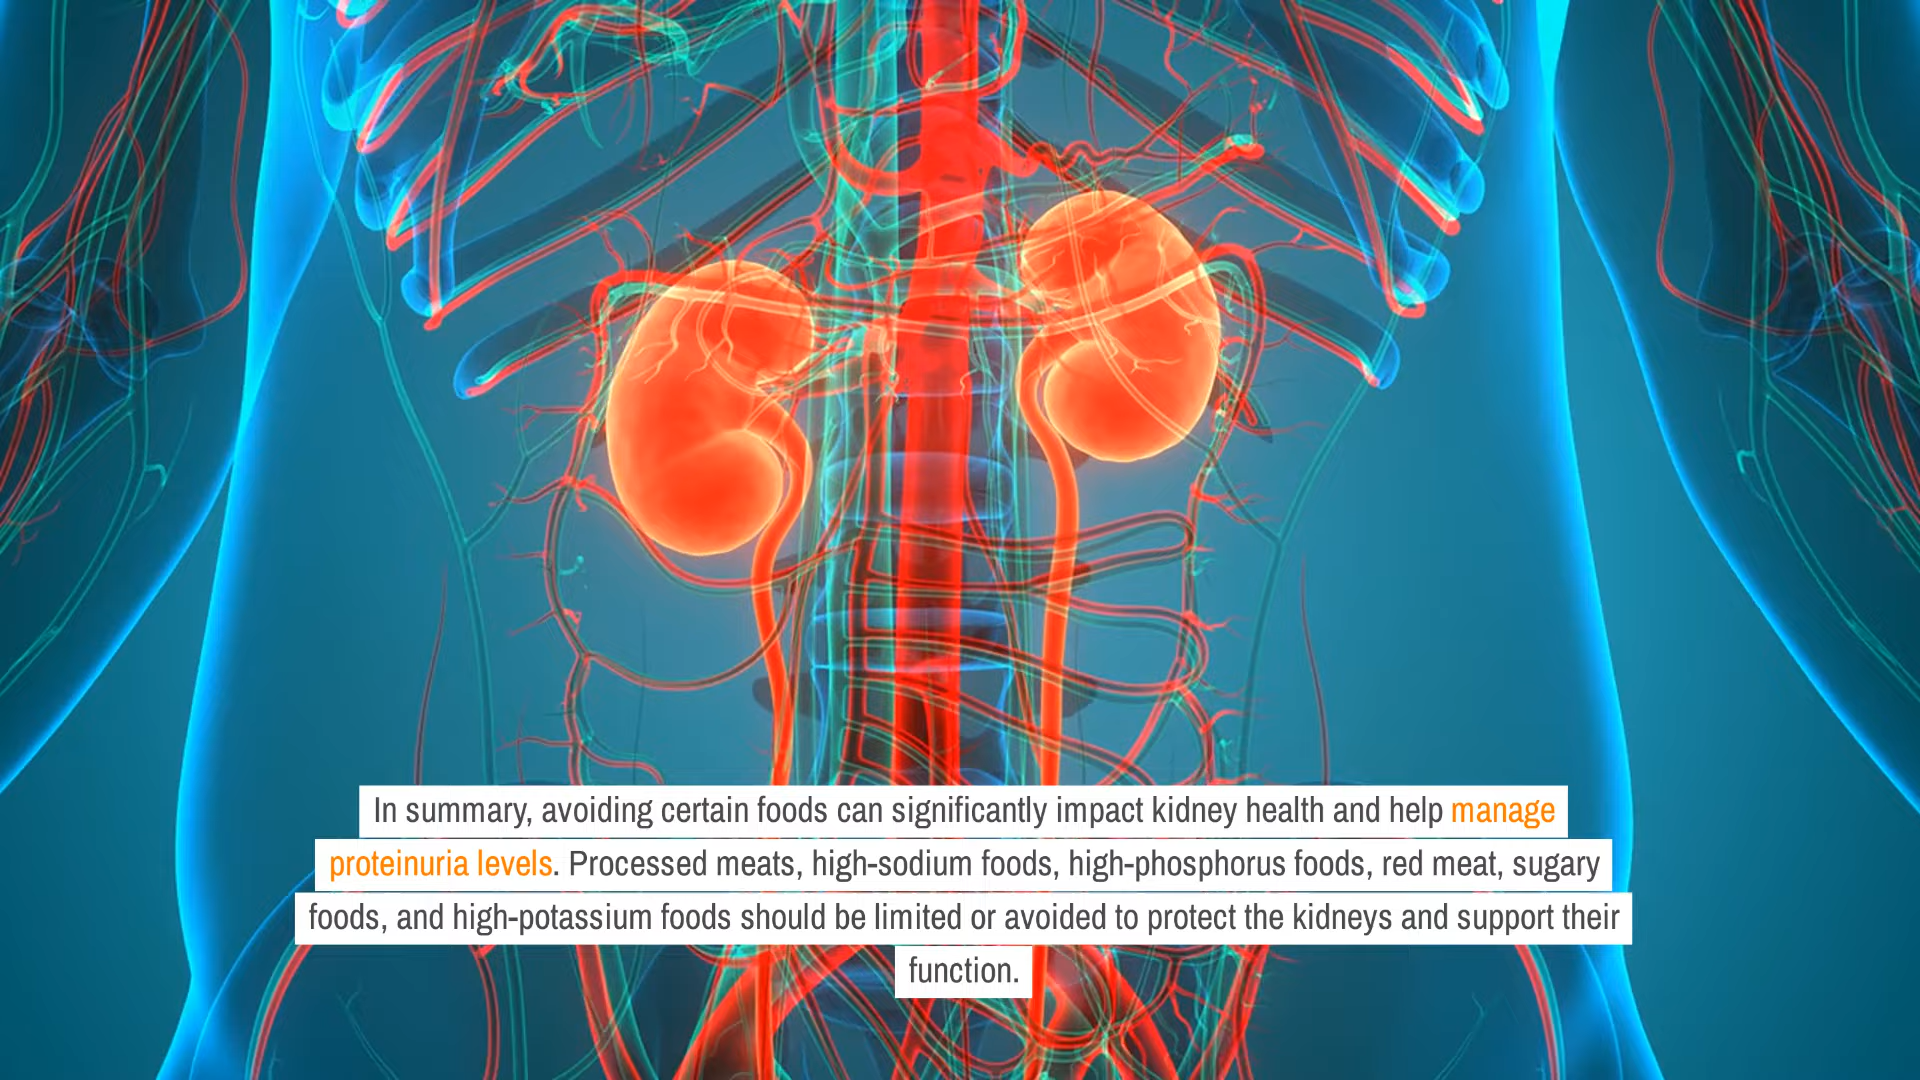 In summary, avoiding certain foods can significantly impact kidney health and help manage
proteinuria levels. Processed meats, high-sodium foods, high-phosphorus foods, red meat, sugary
foods, and high-potassium foods should be limited or avoided to protect the kidneys and support their
function.